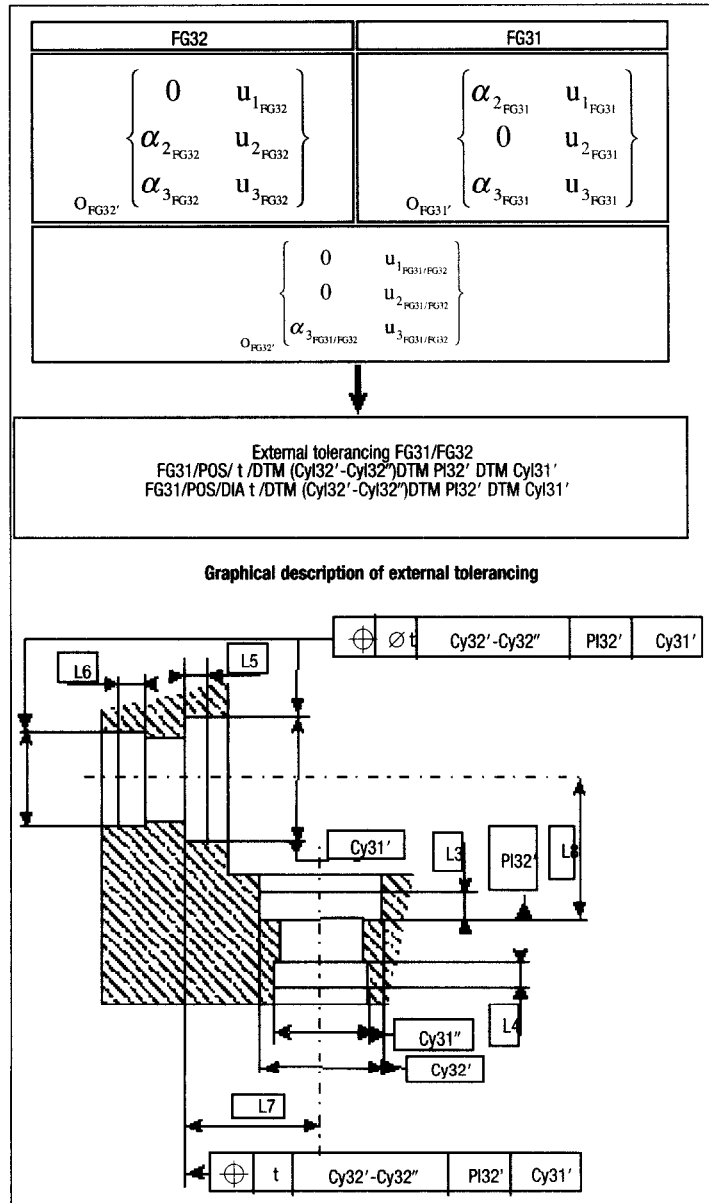 FG32 FG31
0 u1FG32 α2FG31 u1FG31
α2FG32 u2FG32 0 u2FG31
OFG32' α3FG32 u3FG32 OFG31' α3FG31 u3FG31
0 u1FG31/FG32
0 u2FG31/FG32
OFG32' α3FG31/FG32 u3FG31/FG32
External tolerancing FG31/FG32
FG31/POS/ t /DTM (Cyl32'-Cyl32")DTM Pl32' DTM Cyl31'
FG31/POS/DIA t /DTM (Cyl32'-Cyl32")DTM Pl32' DTM Cyl31'
Graphical description of external tolerancing
⌖ ∅ t Cy32'-Cy32" Pl32' Cy31'
L6
L5
Cy31'
L3
Pl32'
L8
L4
Cy31"
Cy32'
L7
⌖ t Cy32'-Cy32" Pl32' Cy31'